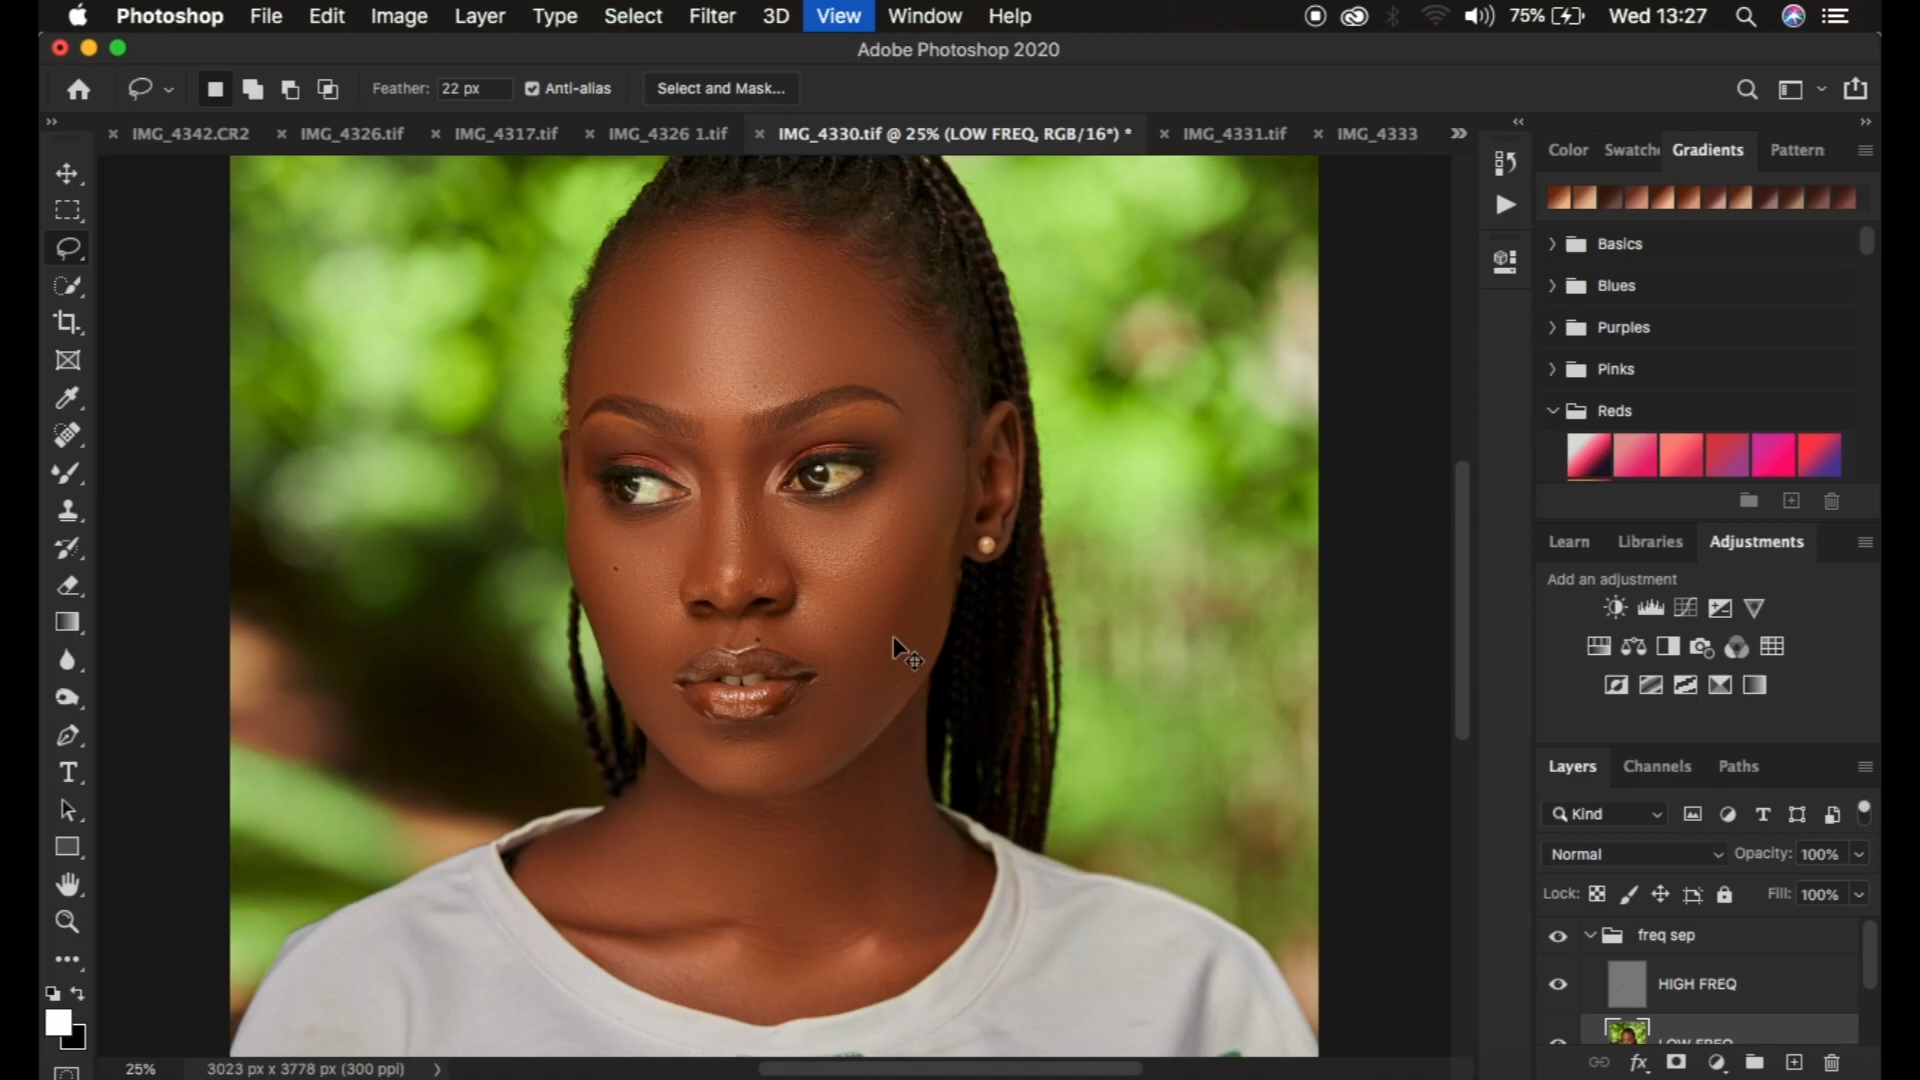 Photoshop File Edit Image Layer Type Select Filter 3D View Window Help 75% Wed 13:27
Adobe Photoshop 2020
Feather: 22 px Anti-alias Select and Mask...
IMG_4342.CR2 IMG_4326.tif IMG_4317.tif IMG_4326 1.tif IMG_4330.tif @ 25% (LOW FREQ, RGB/16*) * IMG_4331.tif IMG_4333
Color Swatche Gradients Pattern
Basics
Blues
Purples
Pinks
Reds
Learn Libraries Adjustments
Add an adjustment
Layers Channels Paths
Kind
Normal Opacity: 100%
Lock: Fill: 100%
freq sep
HIGH FREQ
LOW FREQ
25% 3023 px x 3778 px (300 ppi)